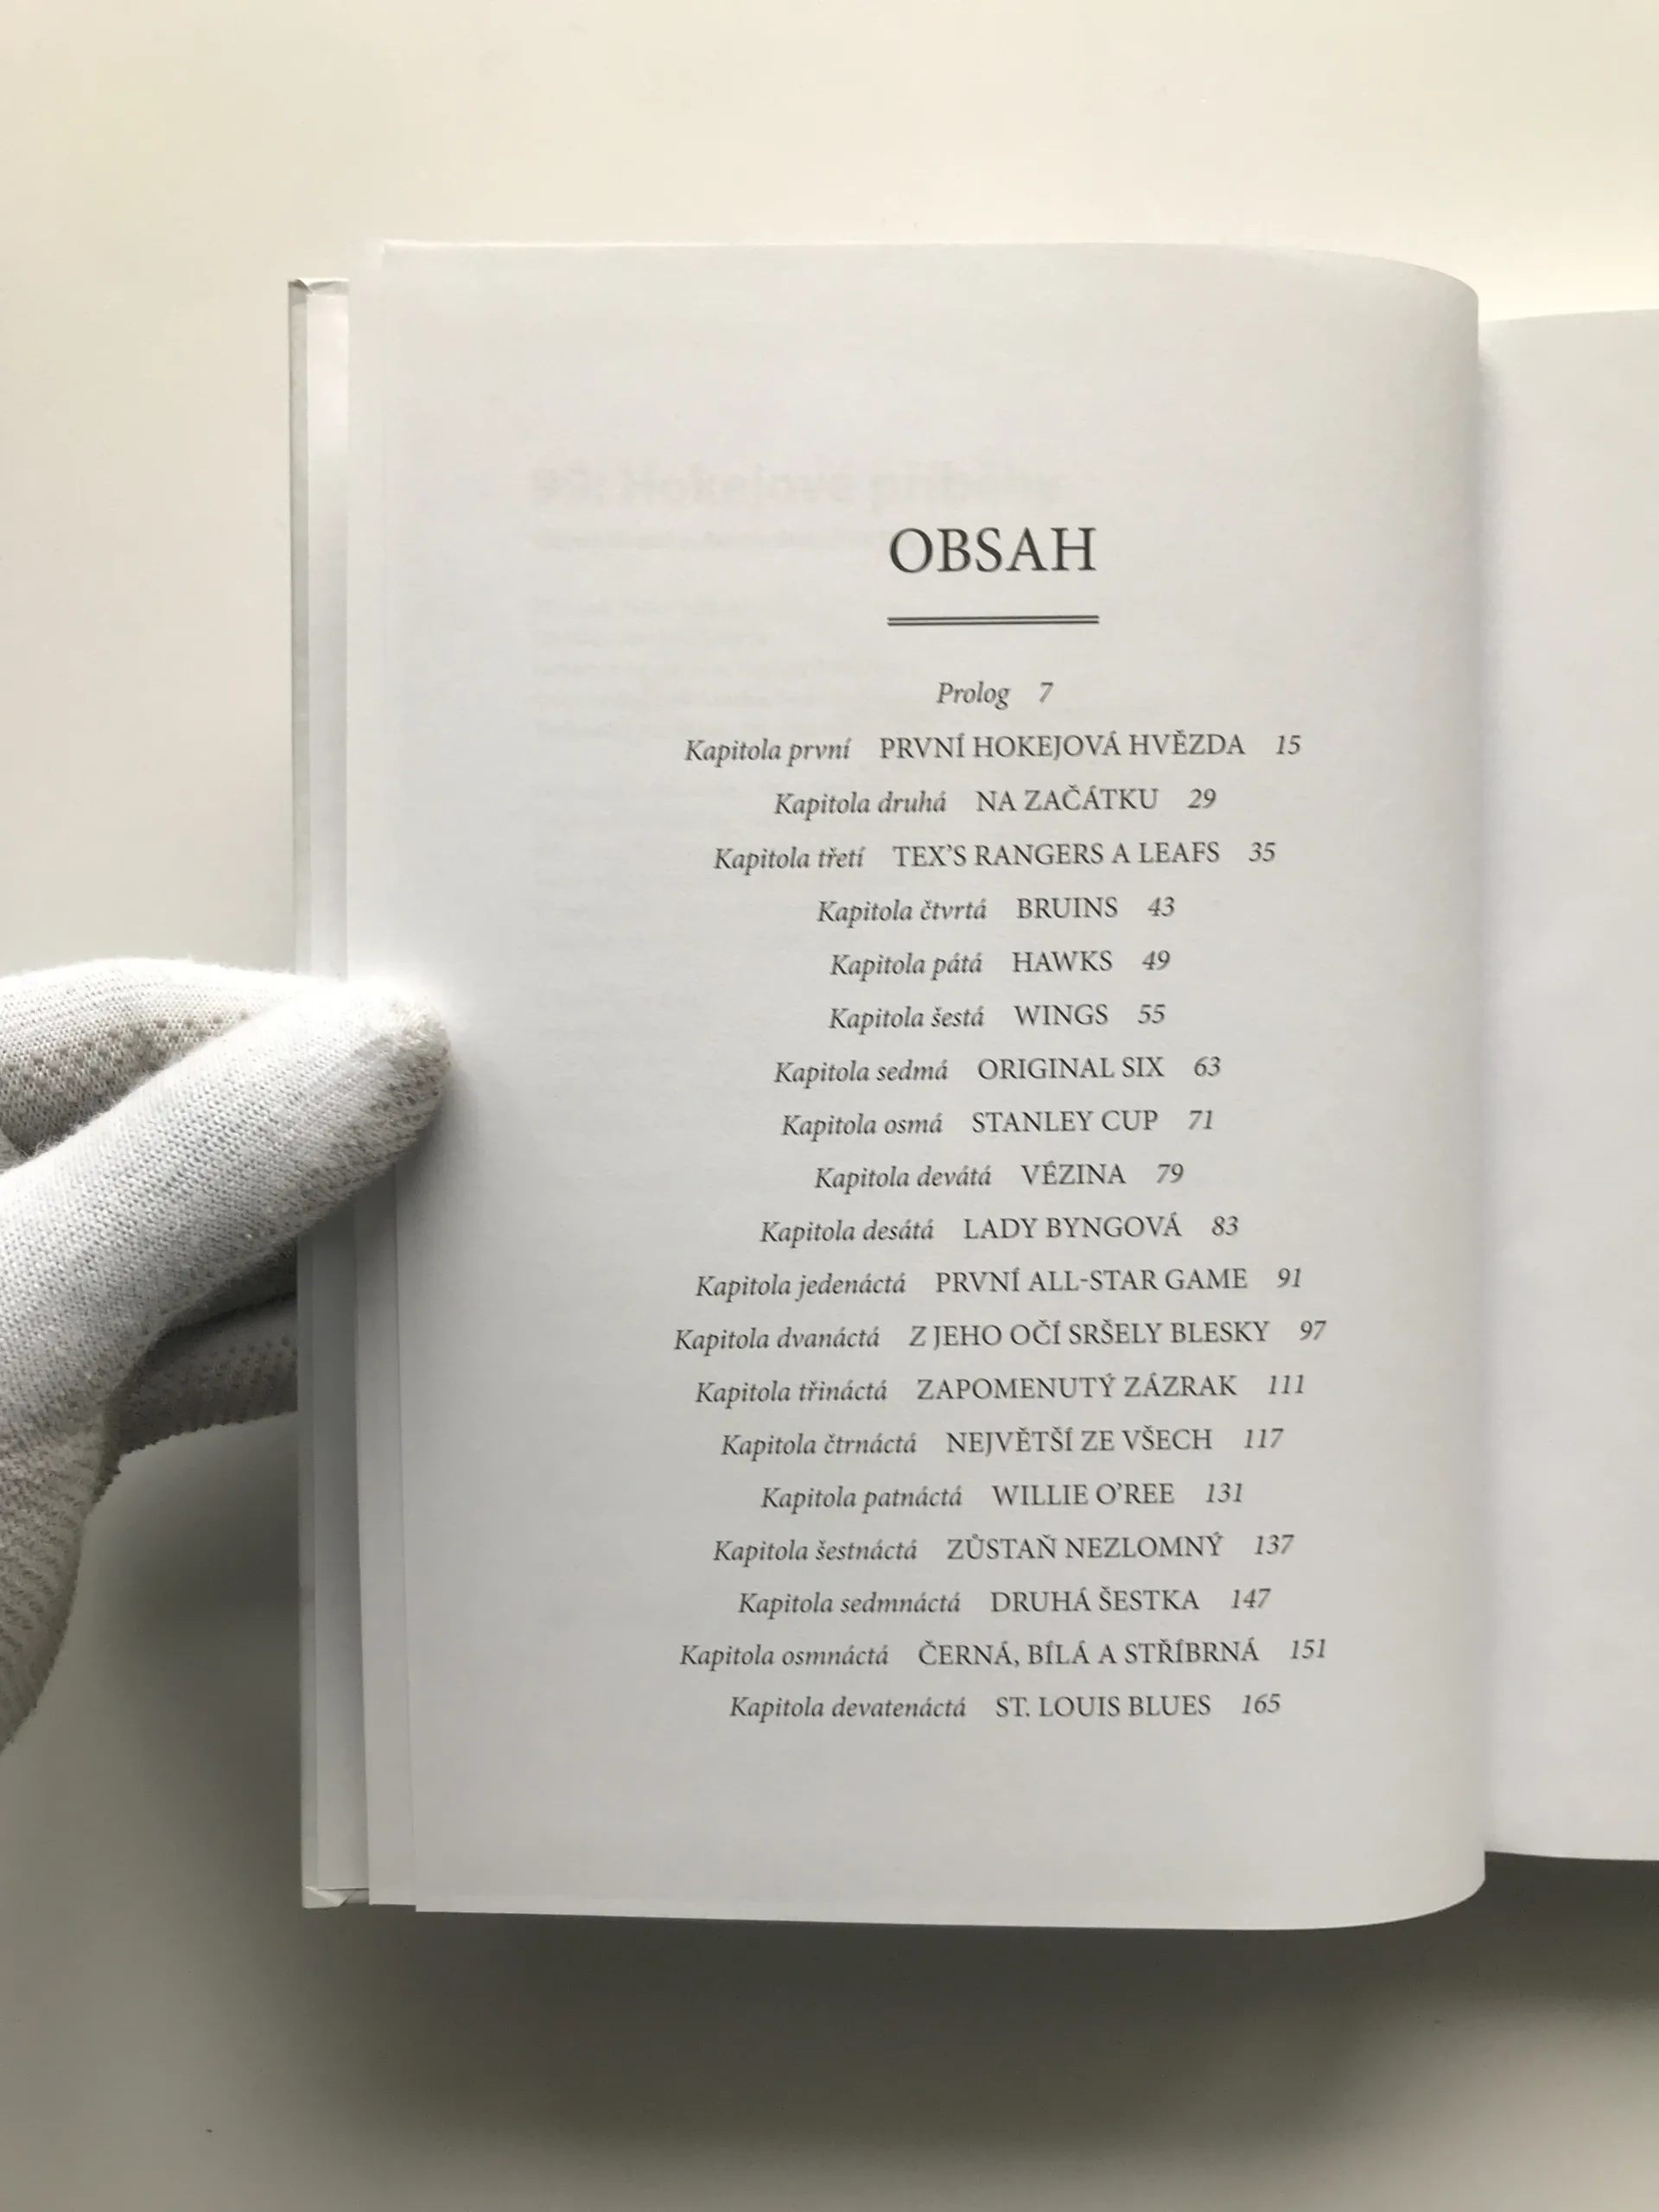 OBSAH
Prolog 7
Kapitola první PRVNÍ HOKEJOVÁ HVĚZDA 15
Kapitola druhá NA ZAČÁTKU 29
Kapitola třetí TEX’S RANGERS A LEAFS 35
Kapitola čtvrtá BRUINS 43
Kapitola pátá HAWKS 49
Kapitola šestá WINGS 55
Kapitola sedmá ORIGINAL SIX 63
Kapitola osmá STANLEY CUP 71
Kapitola devátá VÉZINA 79
Kapitola desátá LADY BYNGOVÁ 83
Kapitola jedenáctá PRVNÍ ALL-STAR GAME 91
Kapitola dvanáctá Z JEHO OČÍ SRŠELY BLESKY 97
Kapitola třináctá ZAPOMENUTÝ ZÁZRAK 111
Kapitola čtrnáctá NEJVĚTŠÍ ZE VŠECH 117
Kapitola patnáctá WILLIE O’REE 131
Kapitola šestnáctá ZŮSTAŇ NEZLOMNÝ 137
Kapitola sedmnáctá DRUHÁ ŠESTKA 147
Kapitola osmnáctá ČERNÁ, BÍLÁ A STŘÍBRNÁ 151
Kapitola devatenáctá ST. LOUIS BLUES 165